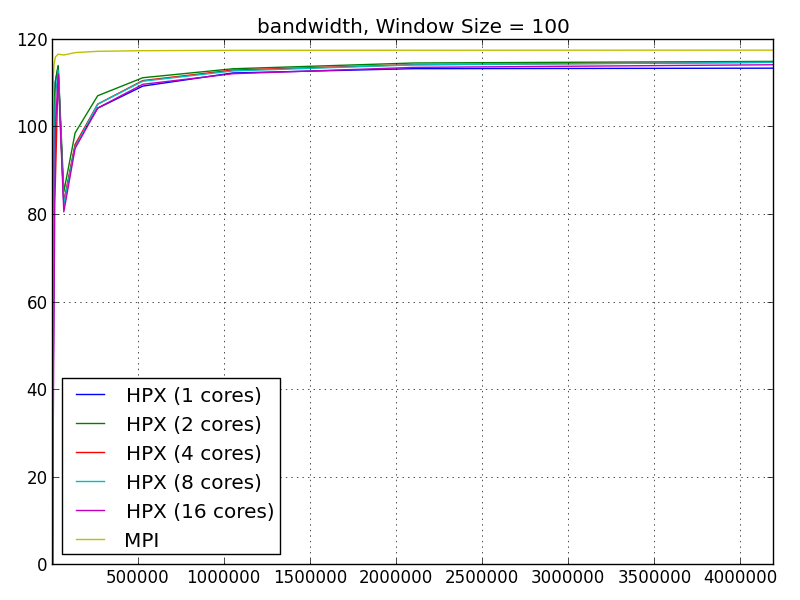 bandwidth, Window Size = 100
120
100
80
60
40
20
0
HPX (1 cores)
HPX (2 cores)
HPX (4 cores)
HPX (8 cores)
HPX (16 cores)
MPI
500000 1000000 1500000 2000000 2500000 3000000 3500000 4000000